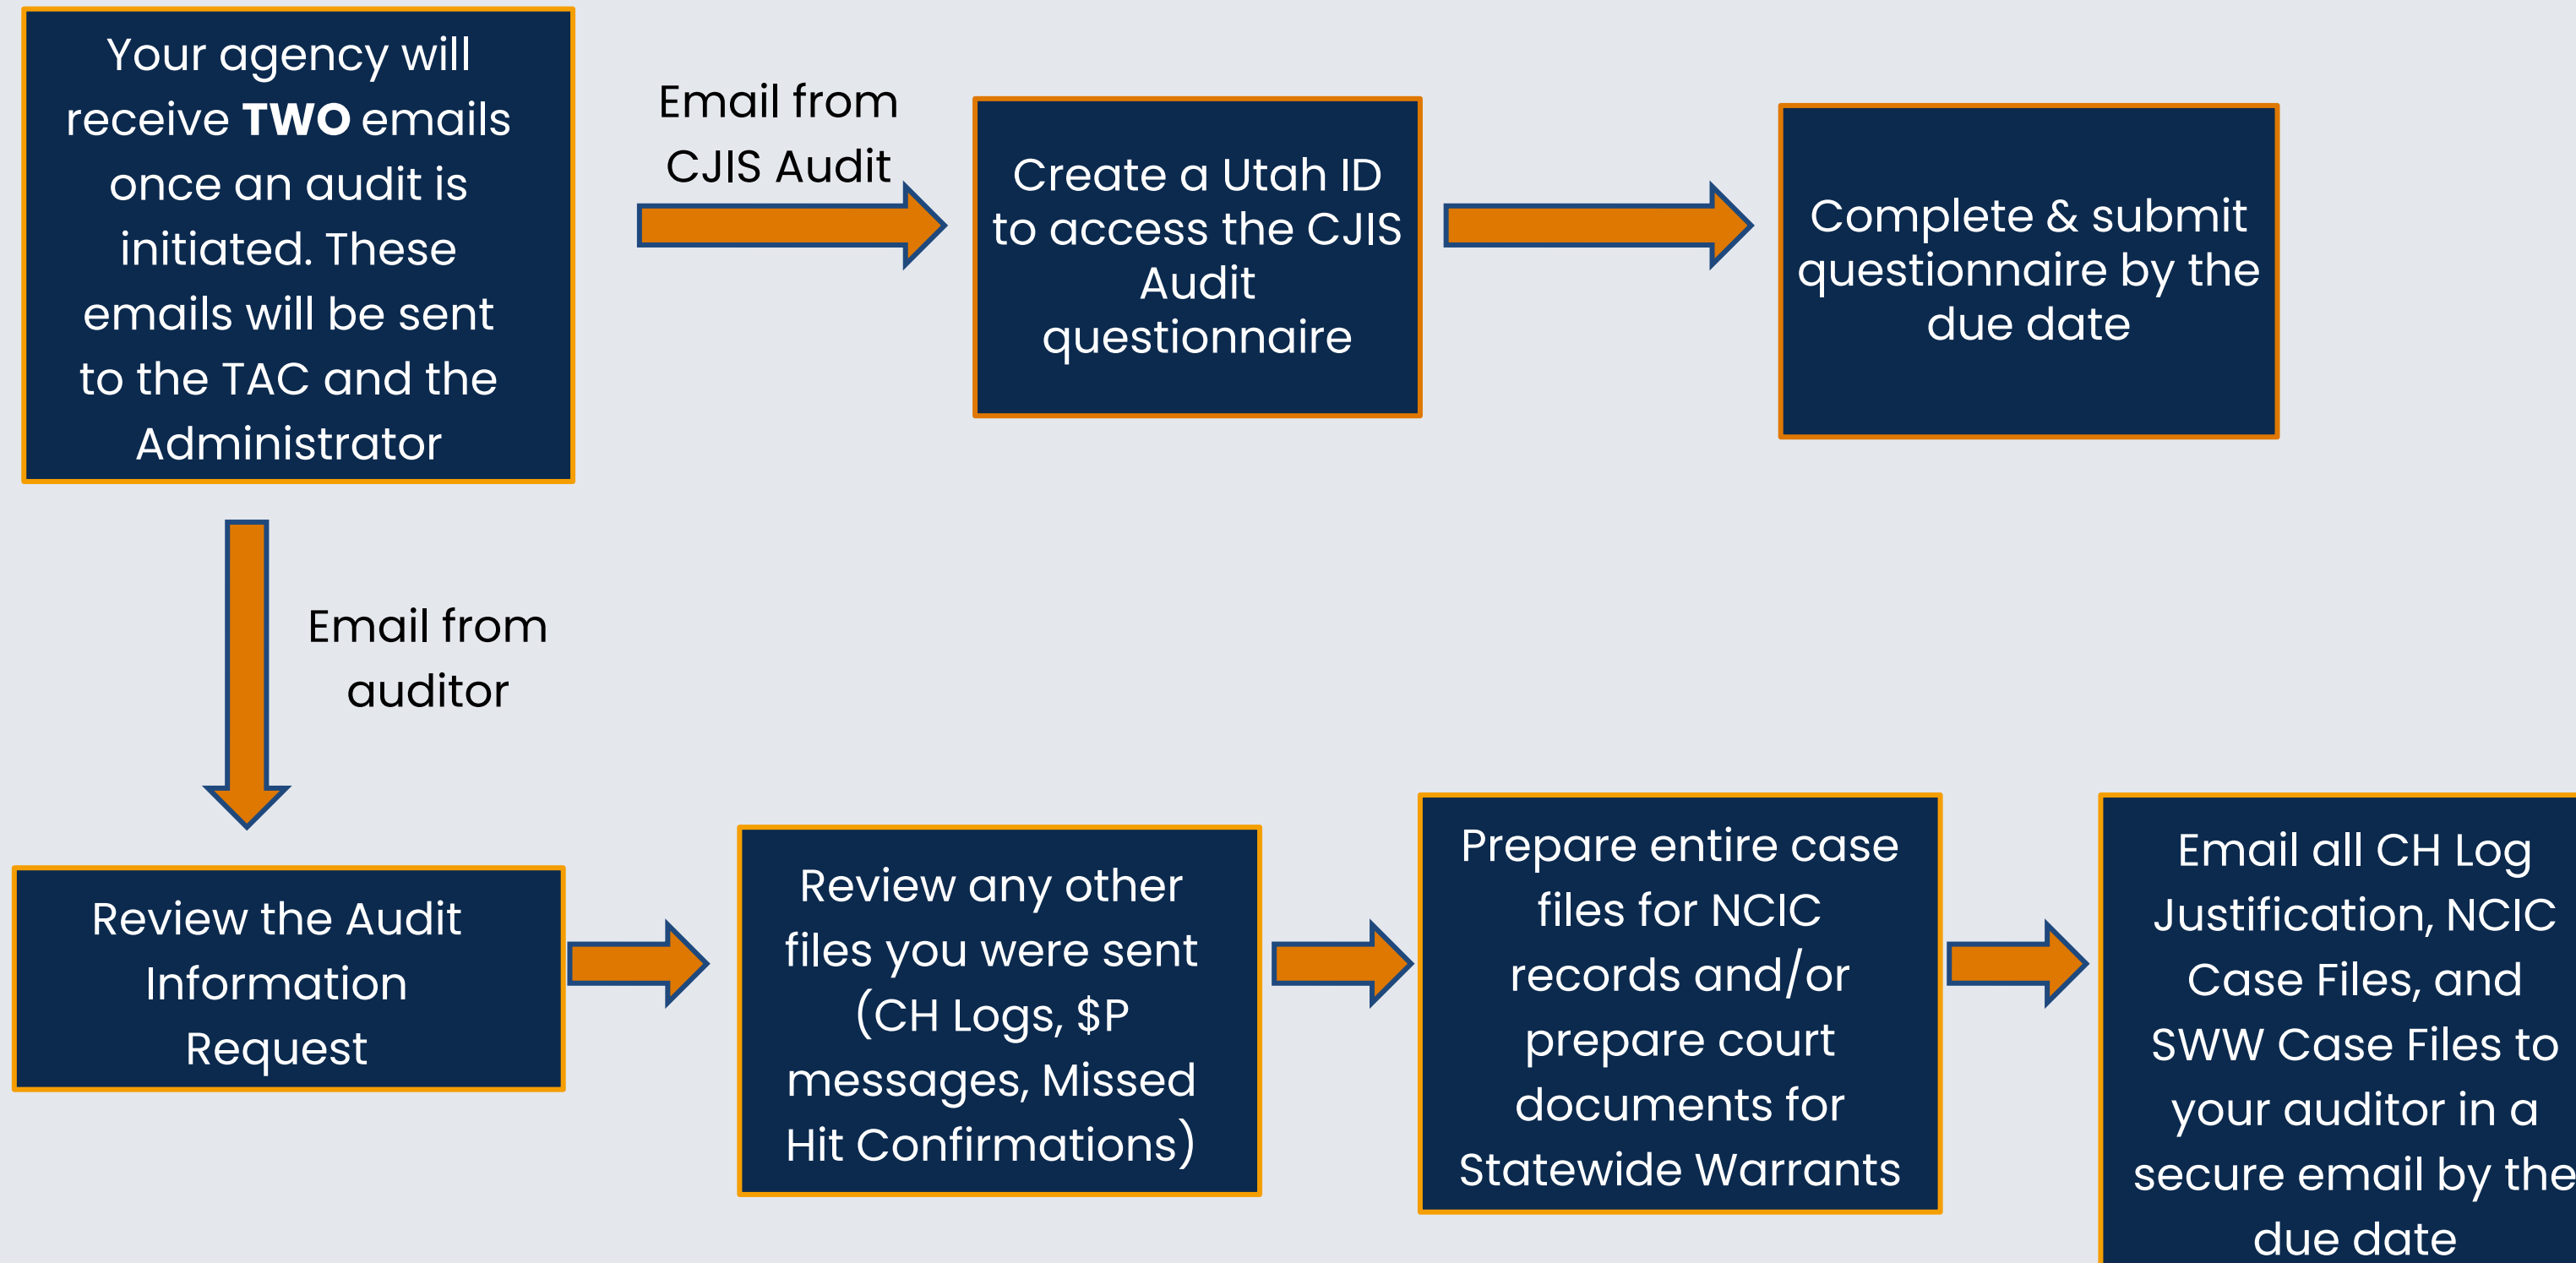 Your agency will
receive TWO emails
once an audit is
initiated. These
emails will be sent
to the TAC and the
Administrator
Email from
CJIS Audit
Create a Utah ID
to access the CJIS
Audit
questionnaire
Complete & submit
questionnaire by the
due date
Email from
auditor
Review the Audit
Information
Request
Review any other
files you were sent
(CH Logs, $P
messages, Missed
Hit Confirmations)
Prepare entire case
files for NCIC
records and/or
prepare court
documents for
Statewide Warrants
Email all CH Log
Justification, NCIC
Case Files, and
SWW Case Files to
your auditor in a
secure email by the
due date